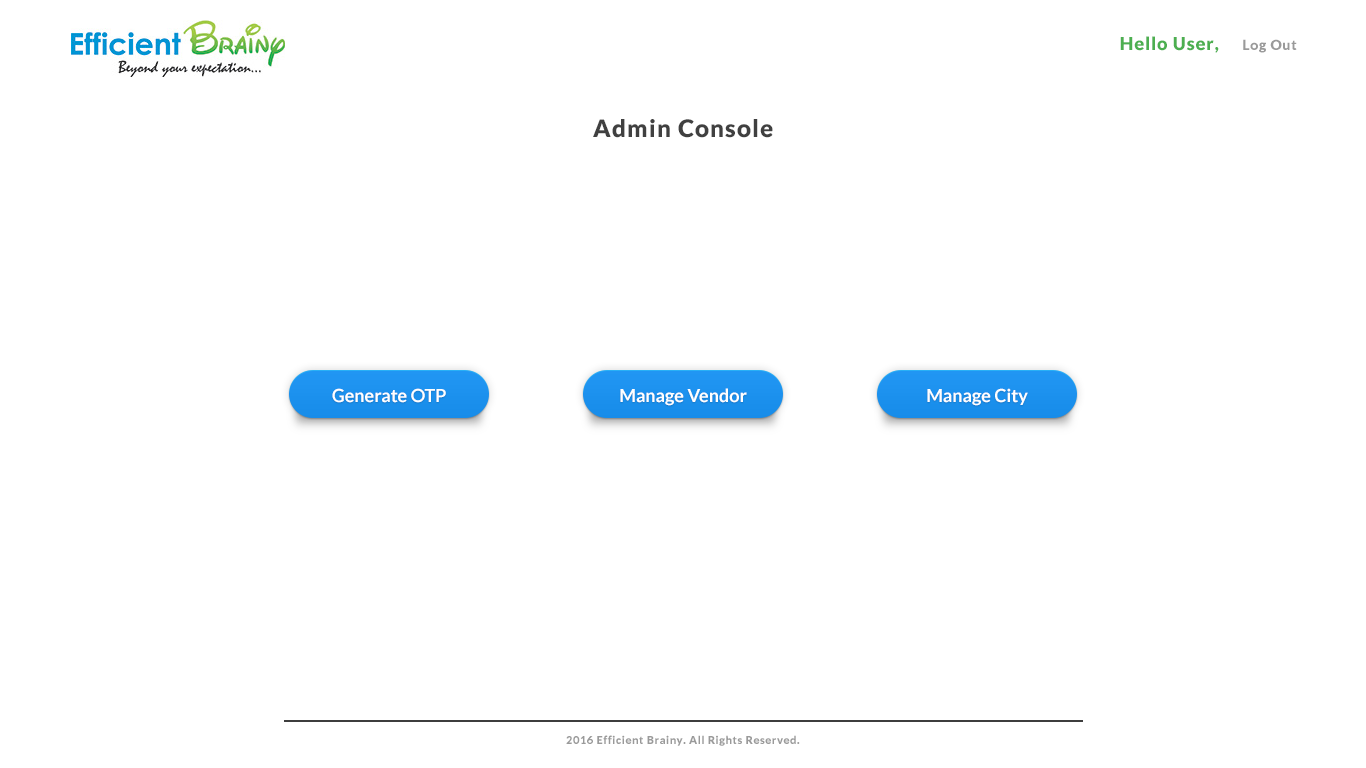 Efficient Brainy
Beyond your expectation...
Hello User, Log Out
Admin Console
Generate OTP
Manage Vendor
Manage City
2016 Efficient Brainy. All Rights Reserved.